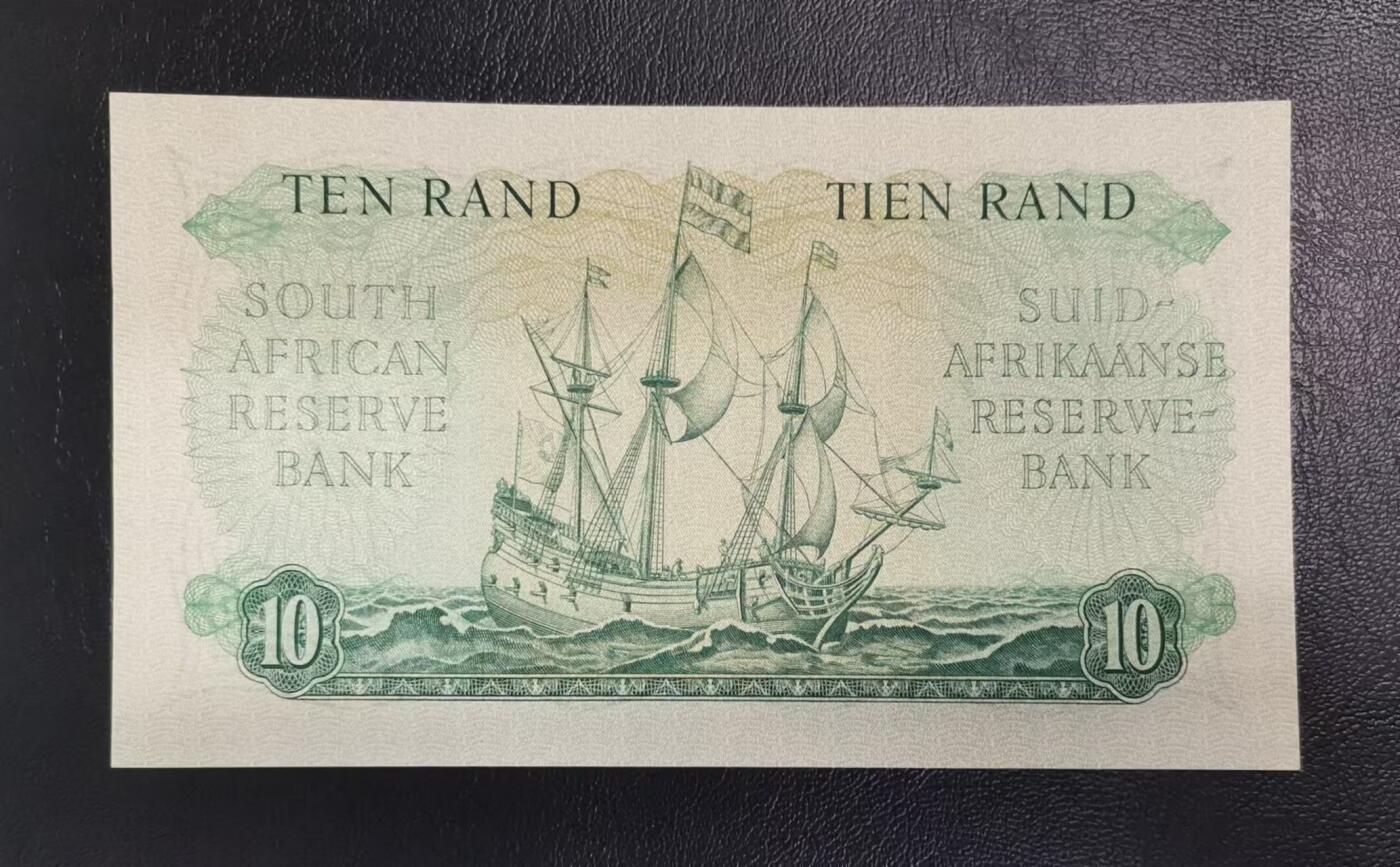 TEN RAND
TIEN RAND
SOUTH
AFRICAN
RESERVE
BANK
SUID-
AFRIKAANSE
RESERWE-
BANK
10
10